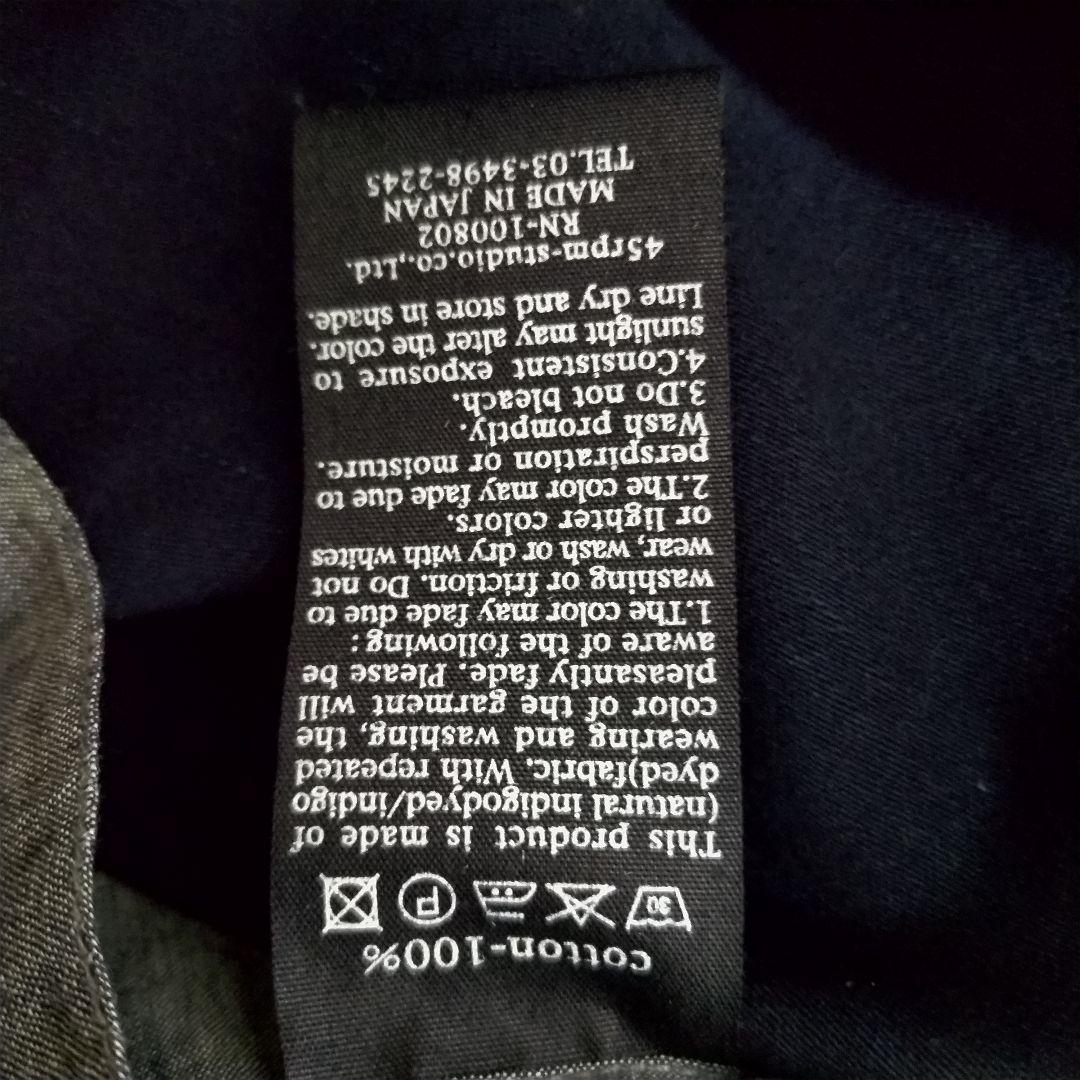 cotton-100%
30
P
This product is made of
(natural indigodyed/indigo
dyed)fabric. With repeated
wearing and washing, the
color of the garment will
pleasantly fade. Please be
aware of the following:
1.The color may fade due to
washing or friction. Do not
wear, wash or dry with whites
or lighter colors.
2.The color may fade due to
perspiration or moisture.
Wash promptly.
3.Do not bleach.
4.Consistent exposure to
sunlight may alter the color.
Line dry and store in shade.
45rpm-studio.co.,Ltd.
RN-100802
MADE IN JAPAN
TEL.03-3498-2245